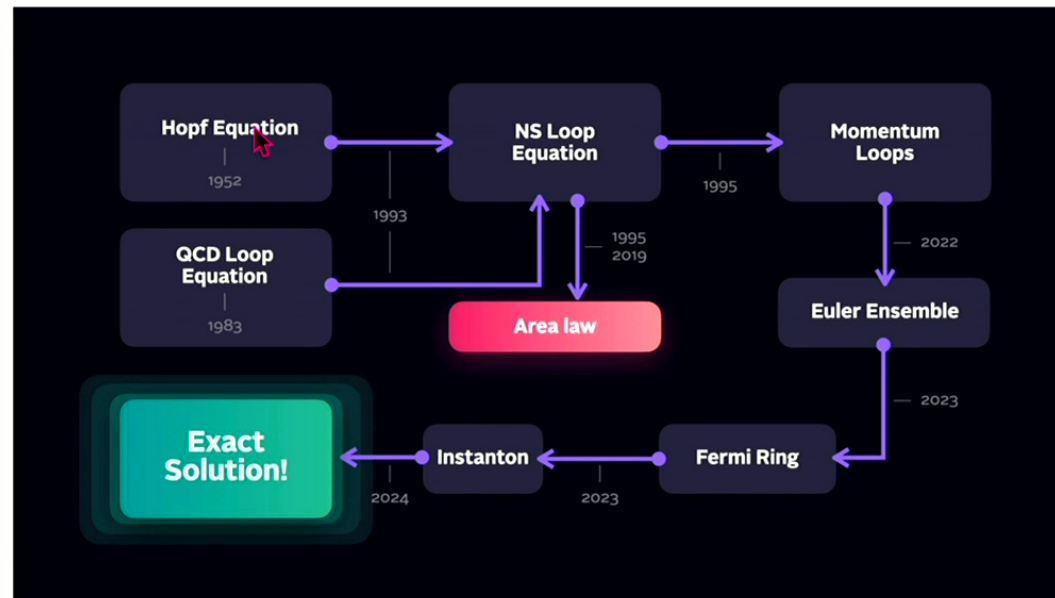 Hopf Equation
1952
1993
QCD Loop
Equation
1983
NS Loop
Equation
1995
2019
Area law
1995
Momentum
Loops
2022
Euler Ensemble
2023
Fermi Ring
2023
Instanton
2024
Exact
Solution!